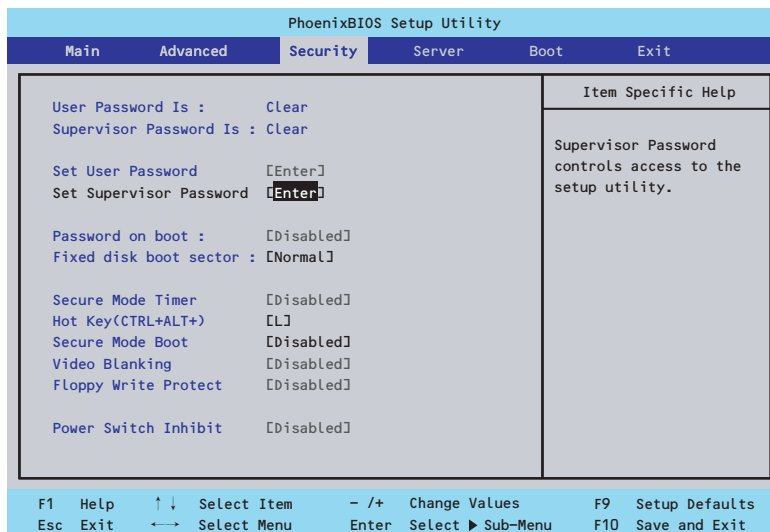 PhoenixBIOS Setup Utility
Main Advanced Security Server Boot Exit
Item Specific Help
User Password Is : Clear
Supervisor Password Is : Clear
Supervisor Password
controls access to the
setup utility.
Set User Password [Enter]
Set Supervisor Password [Enter]
Password on boot : [Disabled]
Fixed disk boot sector : [Normal]
Secure Mode Timer [Disabled]
Hot Key(CTRL+ALT+) [L]
Secure Mode Boot [Disabled]
Video Blanking [Disabled]
Floppy Write Protect [Disabled]
Power Switch Inhibit [Disabled]
F1 Help ↑↓ Select Item - /+ Change Values F9 Setup Defaults
Esc Exit ←→ Select Menu Enter Select ▶ Sub-Menu F10 Save and Exit